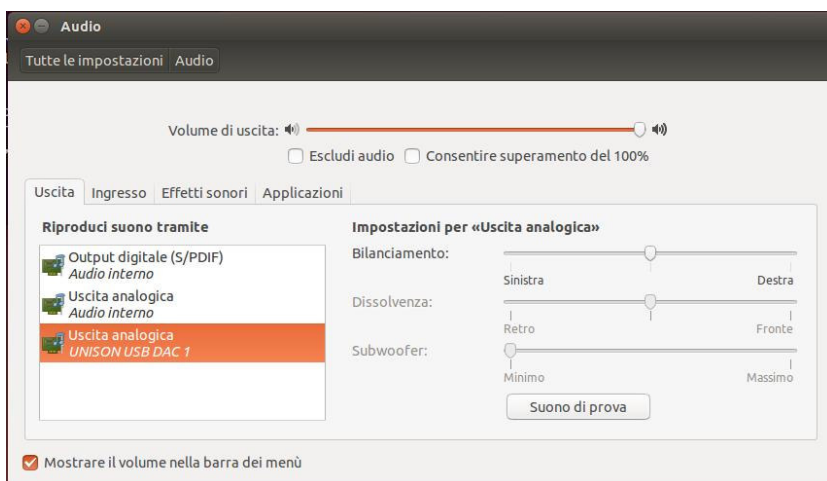 Audio
Tutte le impostazioni Audio
Volume di uscita:
Escludi audio Consentire superamento del 100%
Uscita Ingresso Effetti sonori Applicazioni
Riproduci suono tramite
Output digitale (S/PDIF)
Audio interno
Uscita analogica
Audio interno
Uscita analogica
UNISON USB DAC 1
Impostazioni per «Uscita analogica»
Bilanciamento:
Sinistra Destra
Dissolvenza:
Retro Fronte
Subwoofer:
Minimo Massimo
Suono di prova
Mostrare il volume nella barra dei menù